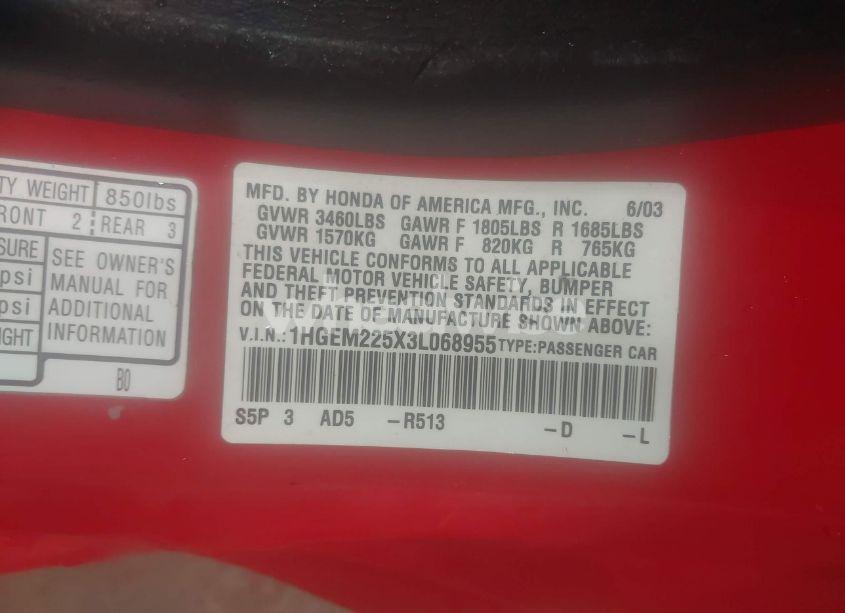 TY WEIGHT 850lbs
RONT 2 REAR 3
SURE
psi
psi
IGHT
SEE OWNER'S
MANUAL FOR
ADDITIONAL
INFORMATION
B0
MFD. BY HONDA OF AMERICA MFG., INC. 6/03
GVWR 3460LBS GAWR F 1805LBS R 1685LBS
GVWR 1570KG GAWR F 820KG R 765KG
THIS VEHICLE CONFORMS TO ALL APPLICABLE
FEDERAL MOTOR VEHICLE SAFETY, BUMPER
AND THEFT PREVENTION STANDARDS IN EFFECT
ON THE DATE OF MANUFACTURE SHOWN ABOVE:
V.I.N.: 1HGEM225X3L068955 TYPE:PASSENGER CAR
S5P 3 AD5 -R513 -D -L